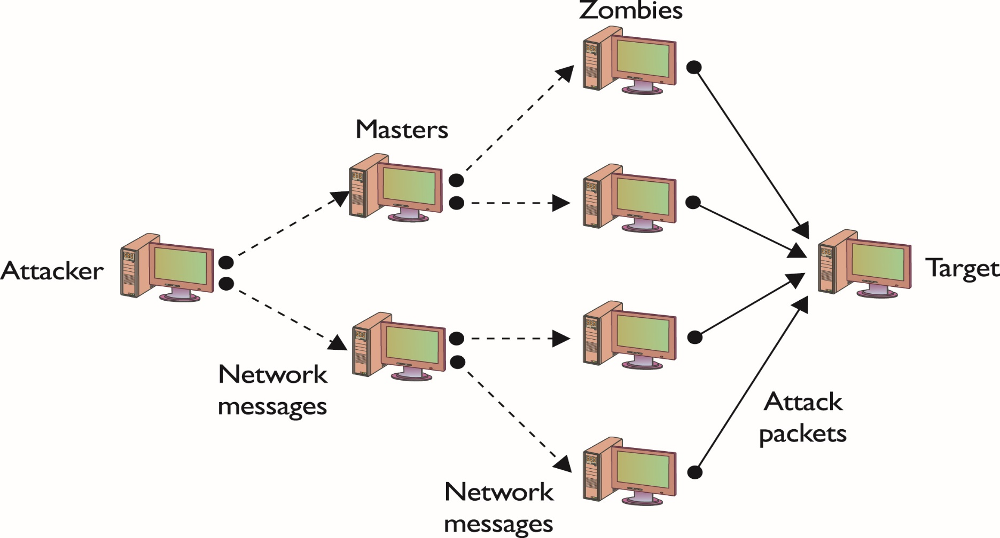 Zombies
Masters
Attacker
Target
Network
messages
Attack
packets
Network
messages